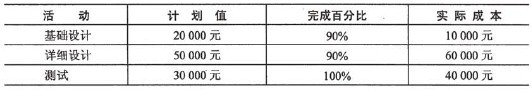 活 动 计 划 值 完成百分比 实 际 成 本
基础设计 20 000 元 90% 10 000 元
详细设计 50 000 元 90% 60 000 元
测试 30 000 元 100% 40 000 元